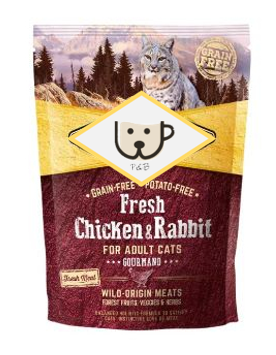 GRAIN
FREE
P&B
GRAIN-FREE • POTATO-FREE
Fresh
Chicken & Rabbit
FOR ADULT CATS
GOURMAND
Fresh Meat
WILD-ORIGIN MEATS
FOREST FRUITS, VEGGIES & HERBS